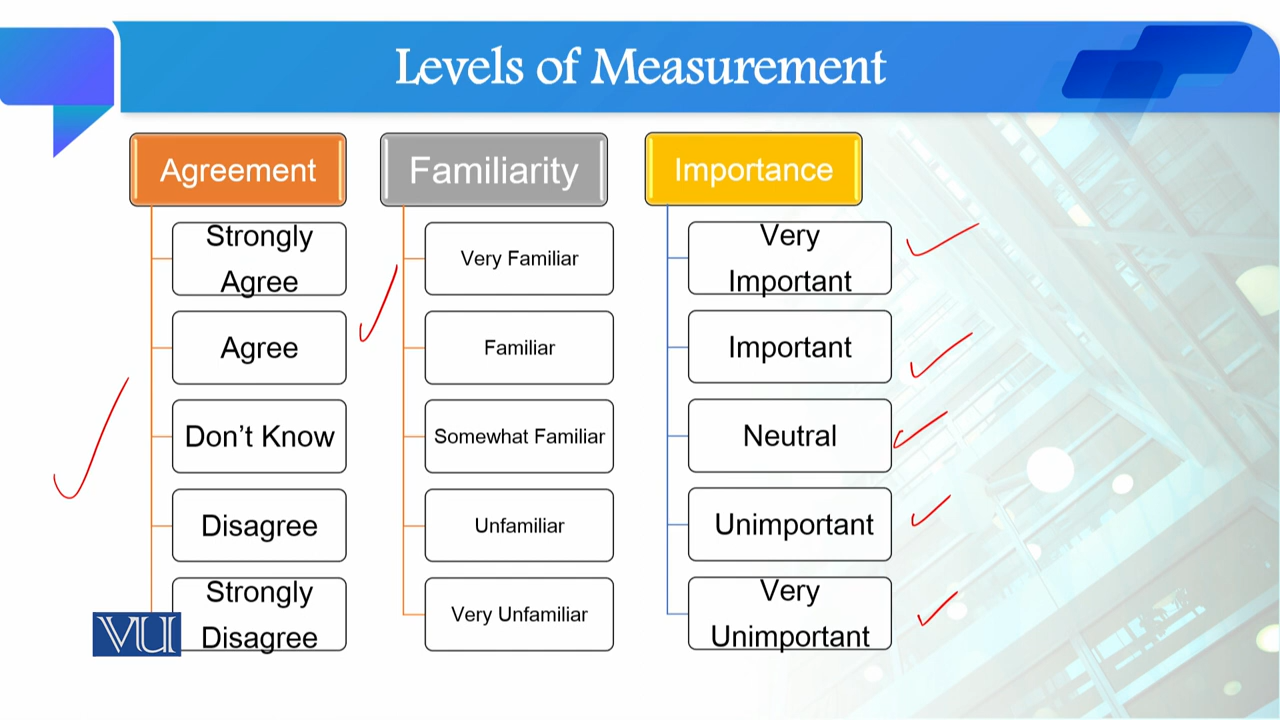 Levels of Measurement
Agreement
Strongly
Agree
Agree
Don't Know
Disagree
Strongly
Disagree
Familiarity
Very Familiar
Familiar
Somewhat Familiar
Unfamiliar
Very Unfamiliar
Importance
Very
Important
Important
Neutral
Unimportant
Very
Unimportant
VU